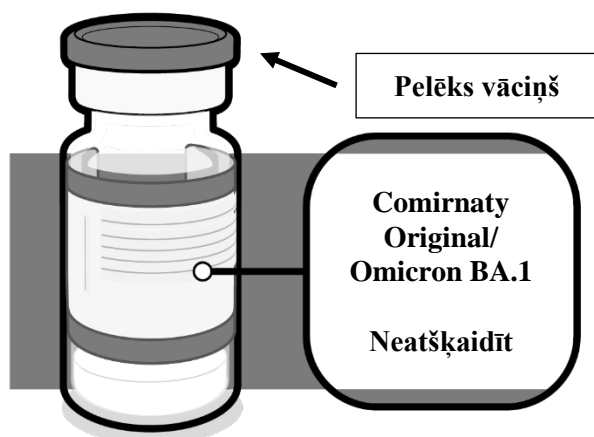 Pelēks vāciņš
Comirnaty
Original/
Omicron BA.1
Neatšķaidīt